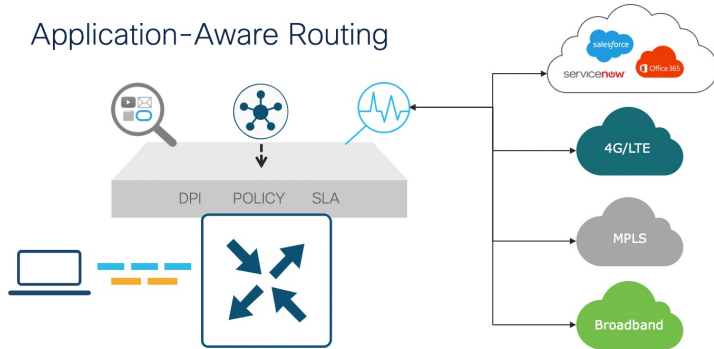 Application-Aware Routing
salesforce
servicenow
Office 365
DPI POLICY SLA
4G/LTE
MPLS
Broadband